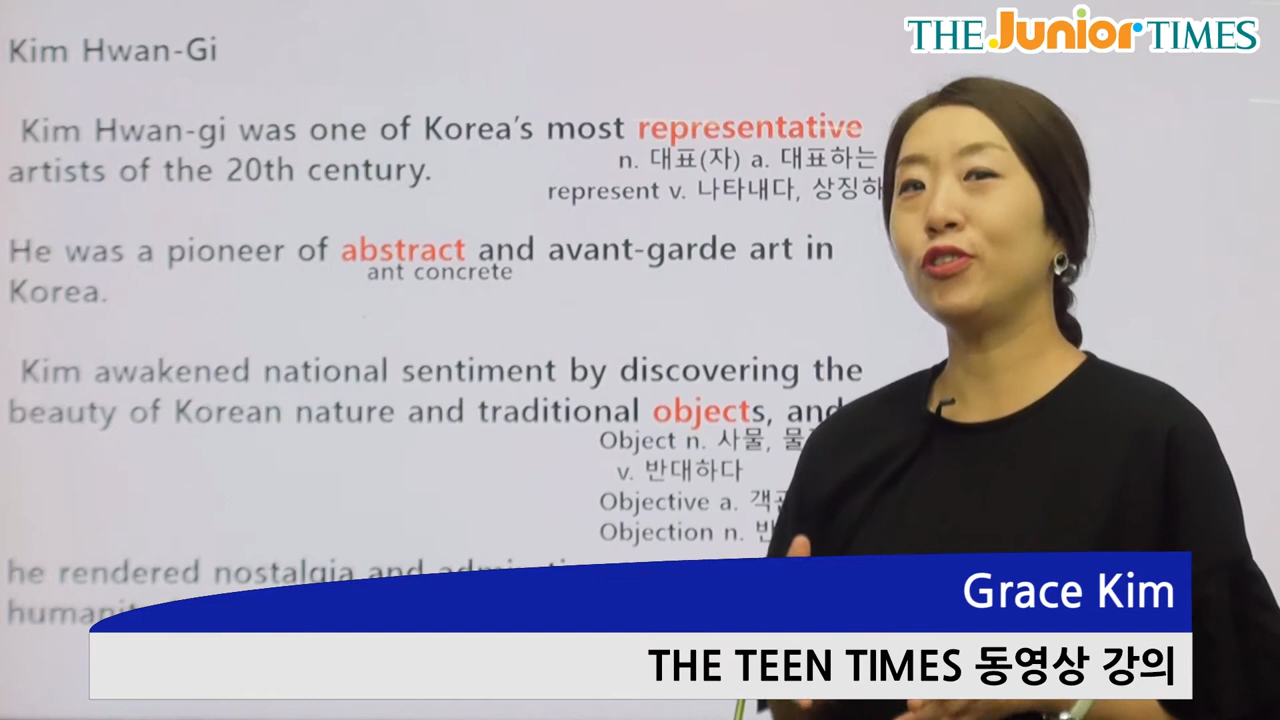 THE Junior TIMES
Kim Hwan-Gi
Kim Hwan-gi was one of Korea's most representative
n. 대표(자) a. 대표하는
artists of the 20th century.
represent v. 나타내다,
He was a pioneer of abstract and avant-garde art in
ant concrete
Korea.
Kim awakened national sentiment by discovering the
beauty of Korean nature and traditional objects, and
Object n. 사물,
v. 반대하다
Objective a.
Objection n.
he rendered nostalgia and
Grace Kim
THE TEEN TIMES 동영상 강의